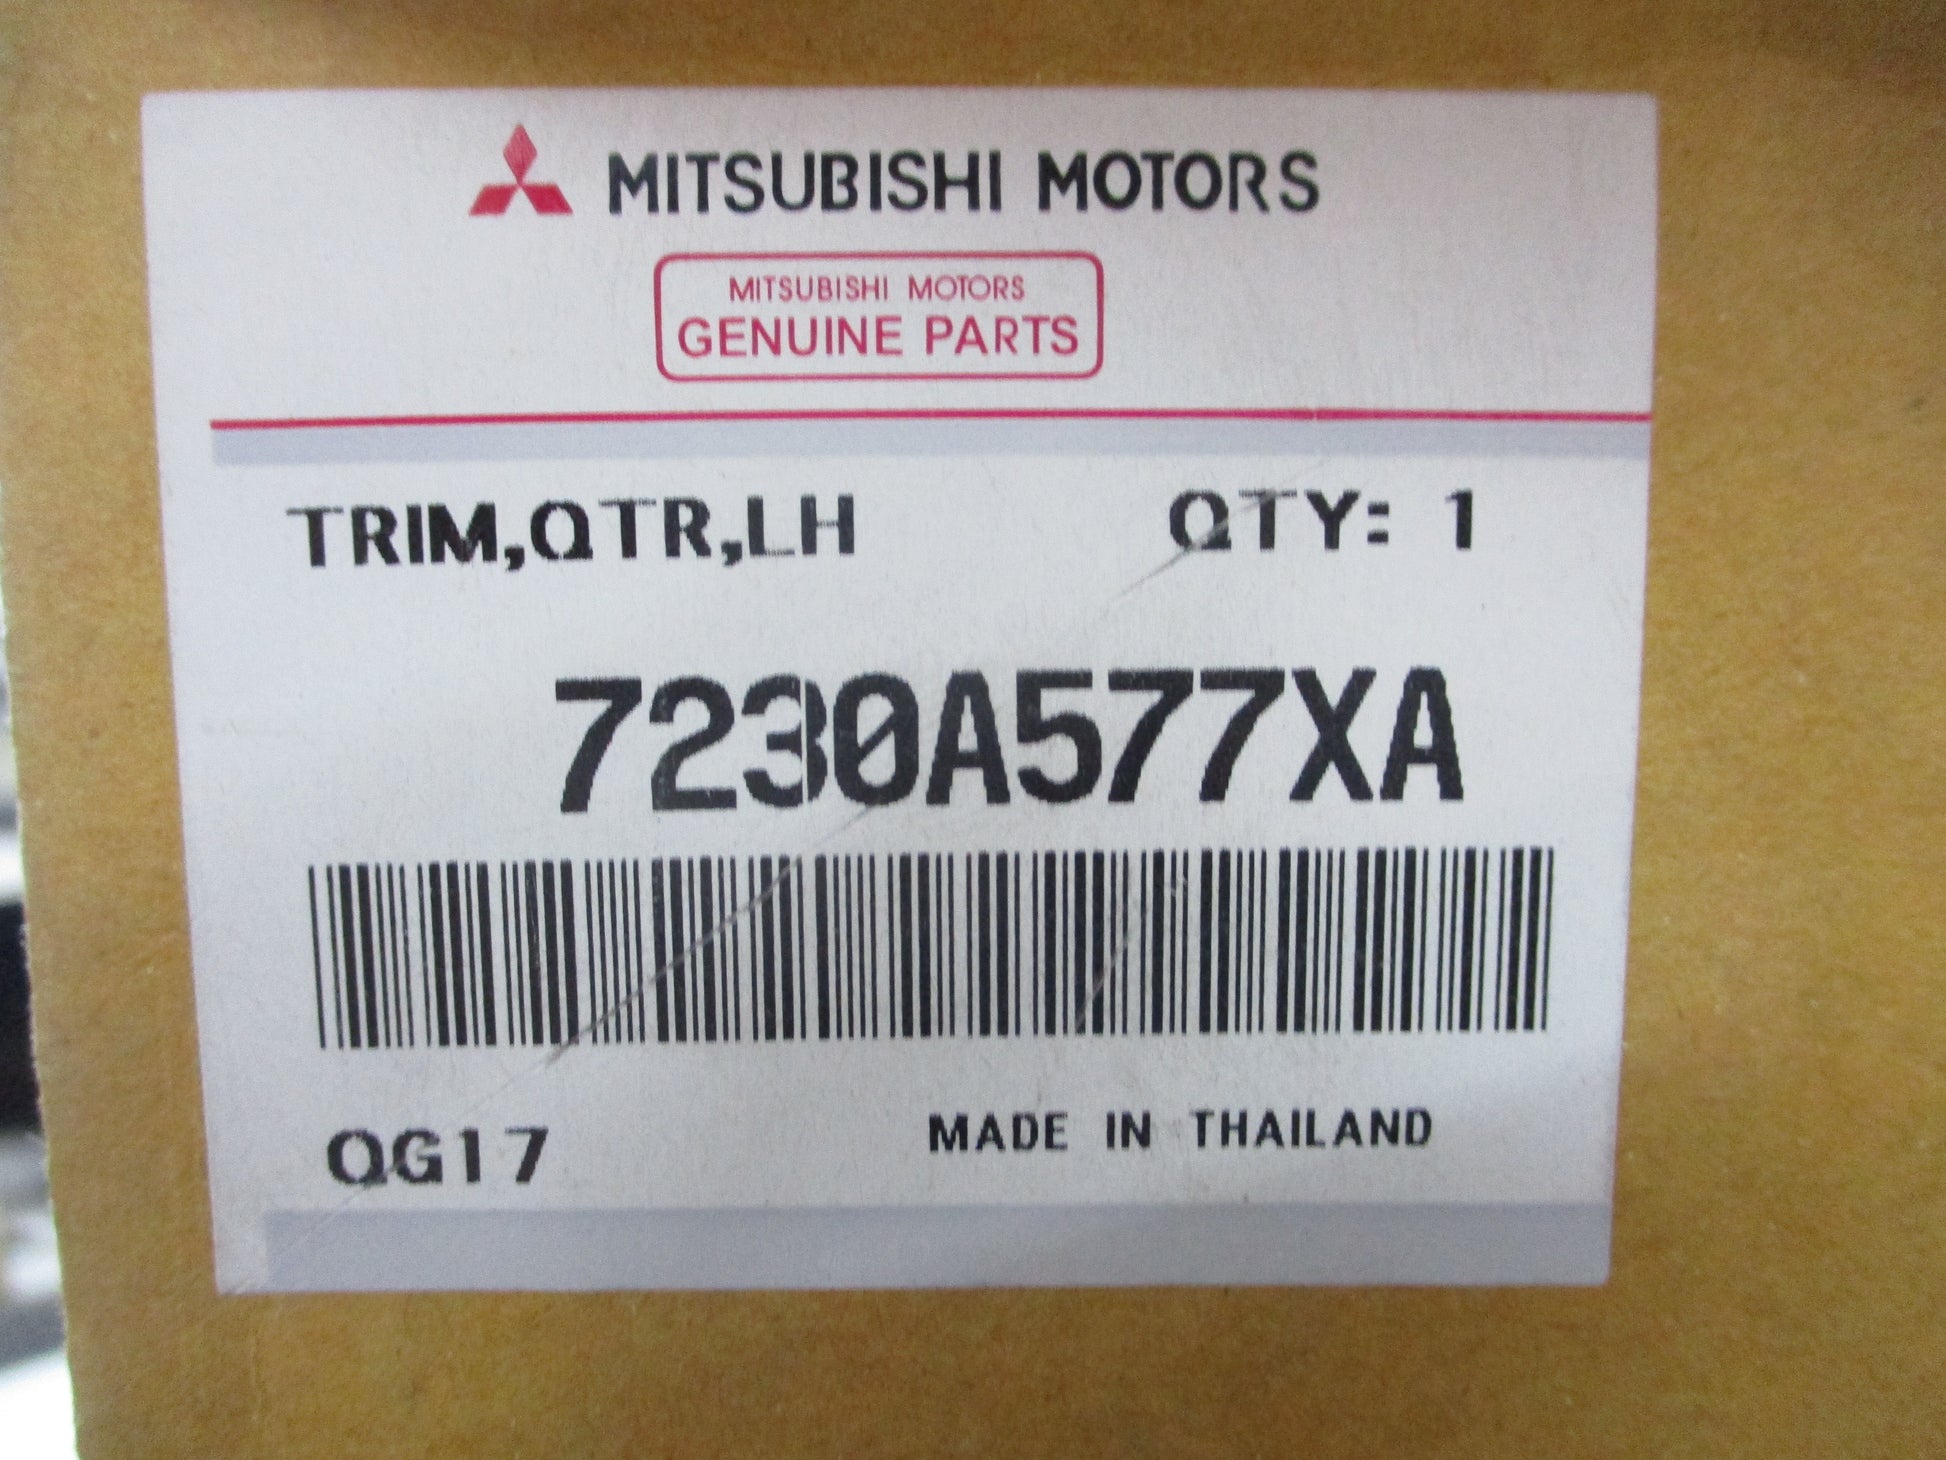 MITSUBISHI MOTORS
MITSUBISHI MOTORS
GENUINE PARTS
TRIM,QTR,LH QTY: 1
7230A577XA
QG17 MADE IN THAILAND